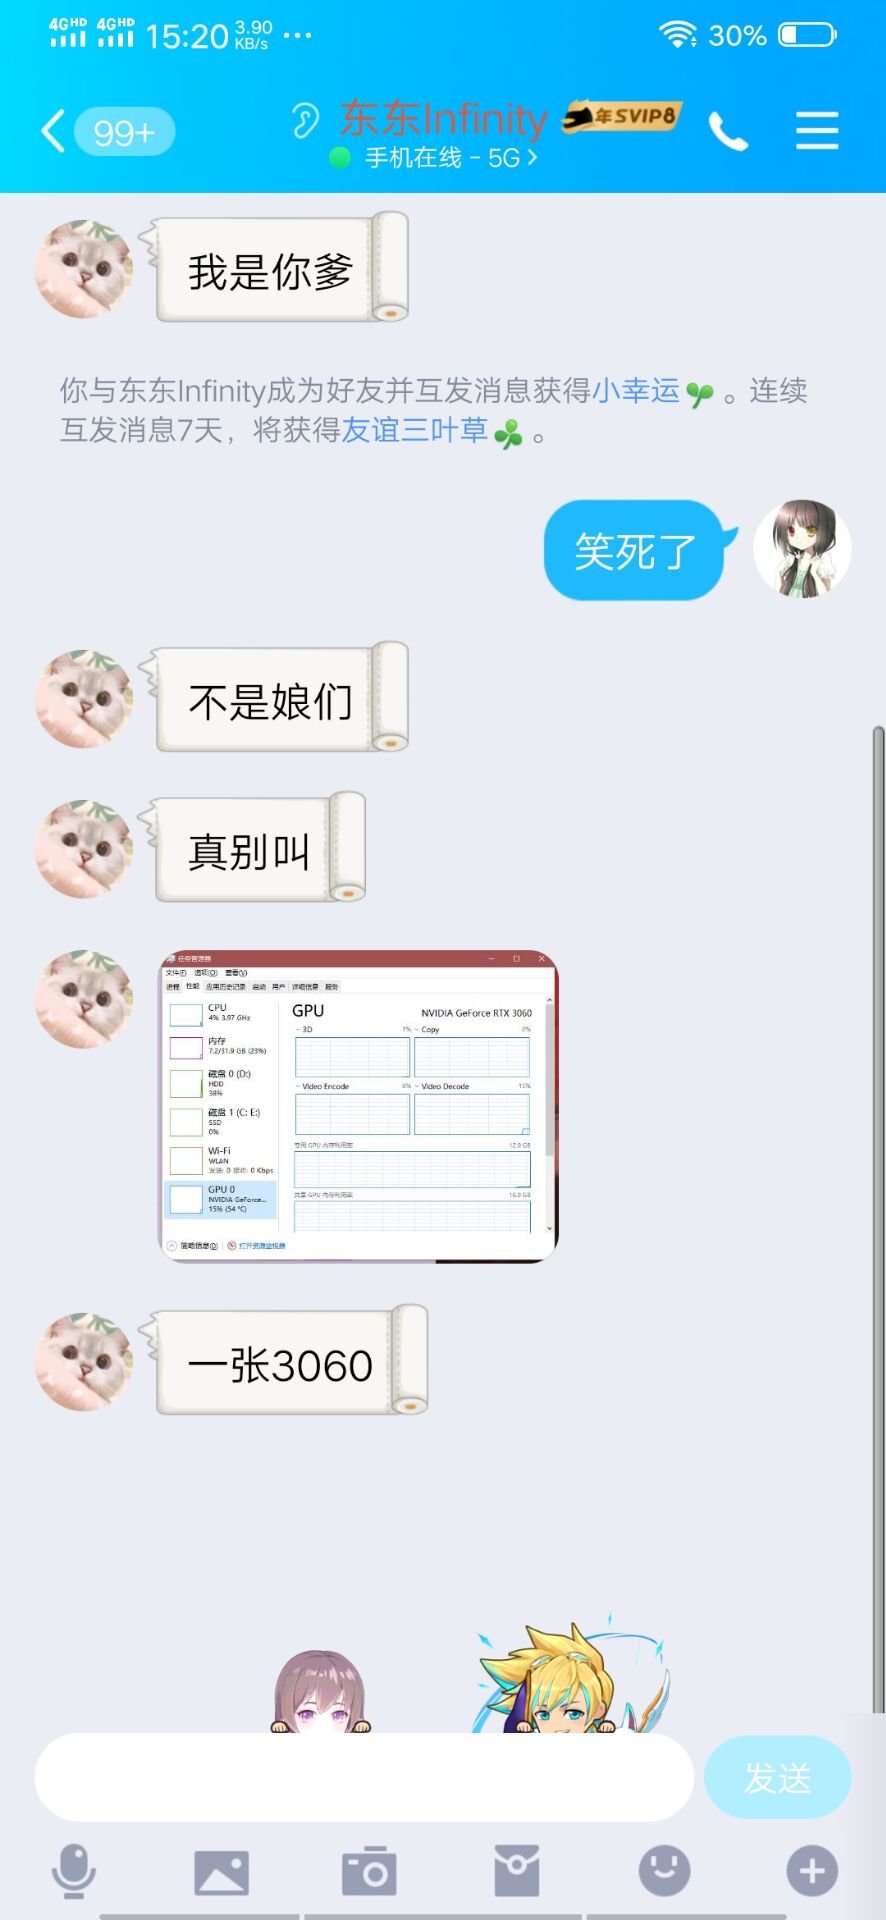 4GHD 4GHD 15:20 3.90 KB/s ··· 30%
99+ 东东Infinity 年SVIP8
手机在线 - 5G
我是你爹
你与东东Infinity成为好友并互发消息获得小幸运。连续
互发消息7天，将获得友谊三叶草。
笑死了
不是娘们
真别叫
任务管理器
文件(F) 选项(O) 查看(V)
进程 性能 应用历史记录 启动 用户 详细信息 服务
CPU
4% 3.97 GHz
内存
7.2/31.9 GB (23%)
磁盘 0 (D:)
HDD
38%
磁盘 1 (C: E:)
SSD
0%
Wi-Fi
WLAN
发送: 0 接收: 0 Kbps
GPU 0
NVIDIA GeForce...
15% (54 °C)
GPU NVIDIA GeForce RTX 3060
3D 1% Copy 0%
Video Encode 0% Video Decode 15%
专用 GPU 内存利用率 12.0 GB
共享 GPU 内存利用率 16.0 GB
简略信息(D) 打开资源监视器
一张3060
发送